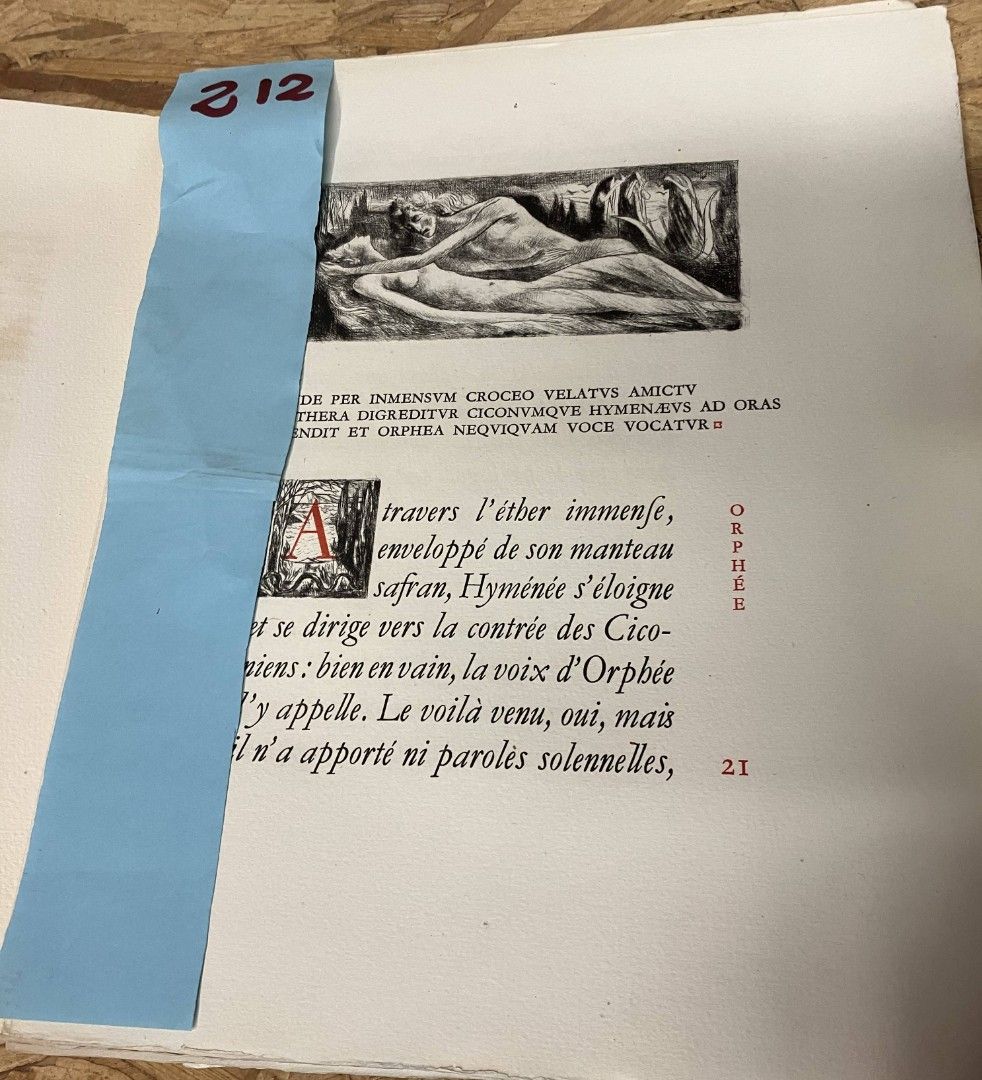 212
DE PER INMENSVM CROCEO VELATVS AMICTV
THERA DIGREDITVR CICONVMQVE HYMENÆVS AD ORAS
ENDIT ET ORPHEA NEQVIQVAM VOCE VOCATVR
A travers l'éther immenſe,
enveloppé de son manteau
safran, Hyménée s'éloigne
et se dirige vers la contrée des Cico-
niens : bien en vain, la voix d'Orphée
l'y appelle. Le voilà venu, oui, mais
il n'a apporté ni parolès solennelles,
ORPHÉE
21